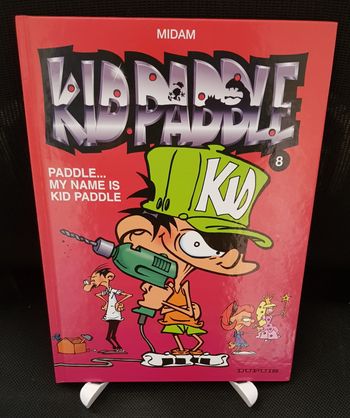 MIDAM
KID PADDLE
8
PADDLE...
MY NAME IS
KID PADDLE
KID
DUPUIS